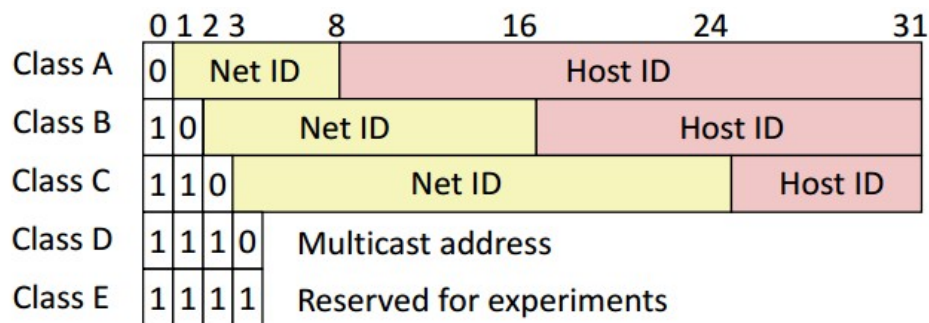 0 1 2 3 8 16 24 31
Class A 0 Net ID Host ID
Class B 1 0 Net ID Host ID
Class C 1 1 0 Net ID Host ID
Class D 1 1 1 0 Multicast address
Class E 1 1 1 1 Reserved for experiments